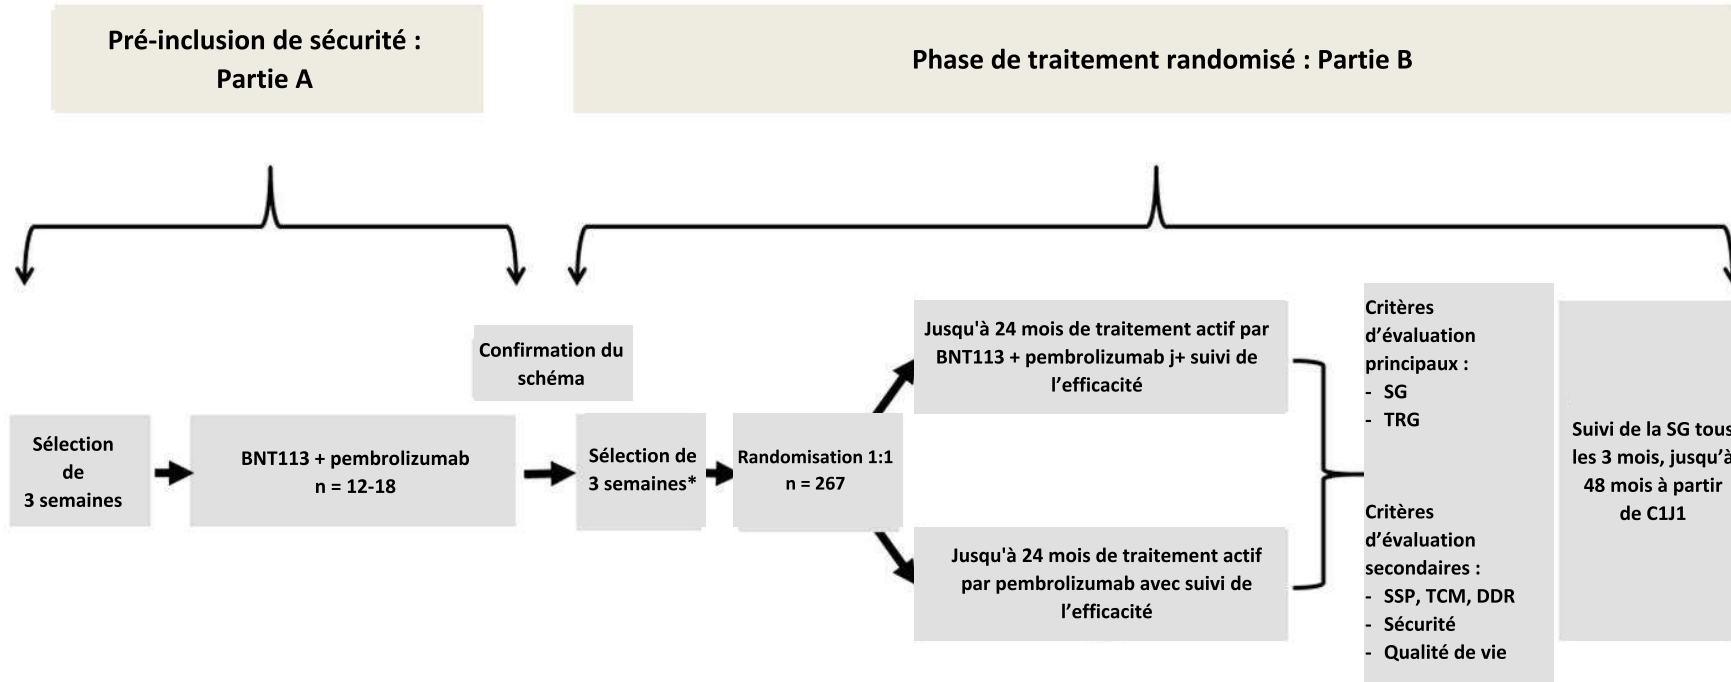 Pré-inclusion de sécurité :
Partie A
Phase de traitement randomisé : Partie B
Confirmation du
schéma
Sélection
de
3 semaines
BNT113 + pembrolizumab
n = 12-18
Sélection de
3 semaines*
Randomisation 1:1
n = 267
Jusqu'à 24 mois de traitement actif par
BNT113 + pembrolizumab j+ suivi de
l’efficacité
Jusqu'à 24 mois de traitement actif
par pembrolizumab avec suivi de
l’efficacité
Critères
d’évaluation
principaux :
- SG
- TRG
Critères
d’évaluation
secondaires :
- SSP, TCM, DDR
- Sécurité
- Qualité de vie
Suivi de la SG tous
les 3 mois, jusqu’à
48 mois à partir
de C1J1